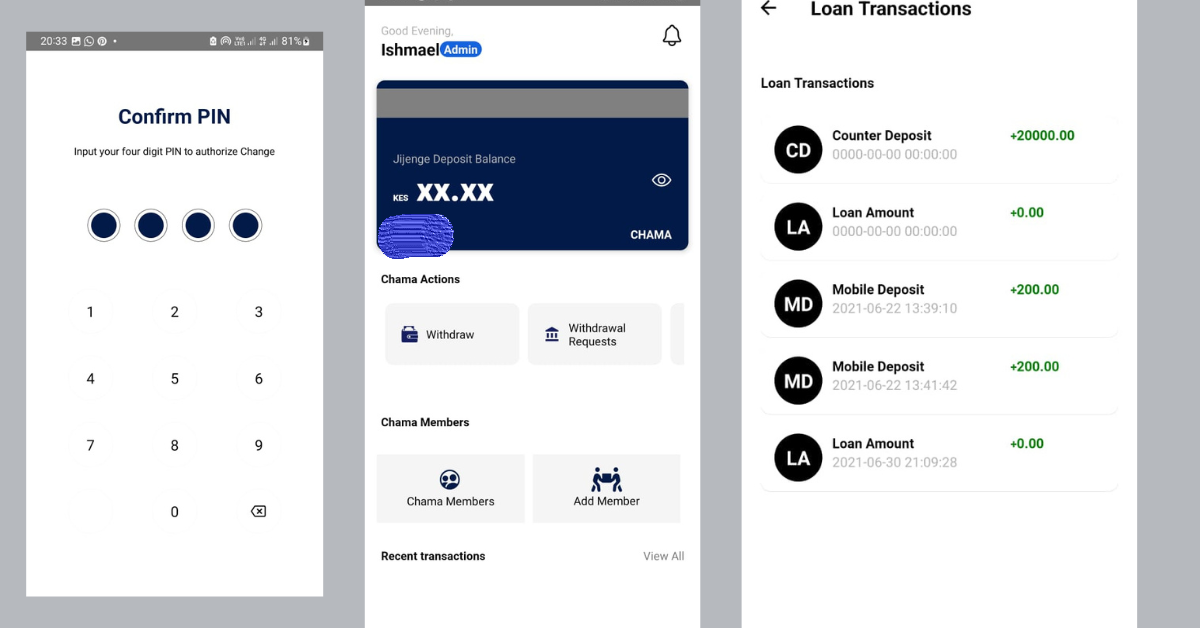 20:33
81%
Confirm PIN
Input your four digit PIN to authorize Change
1 2 3
4 5 6
7 8 9
0
Good Evening,
Ishmael Admin
Jijenge Deposit Balance
KES XX.XX
CHAMA
Chama Actions
Withdraw
Withdrawal
Requests
Chama Members
Chama Members
Add Member
Recent transactions
View All
Loan Transactions
Loan Transactions
CD
Counter Deposit
+20000.00
0000-00-00 00:00:00
LA
Loan Amount
+0.00
0000-00-00 00:00:00
MD
Mobile Deposit
+200.00
2021-06-22 13:39:10
MD
Mobile Deposit
+200.00
2021-06-22 13:41:42
LA
Loan Amount
+0.00
2021-06-30 21:09:28